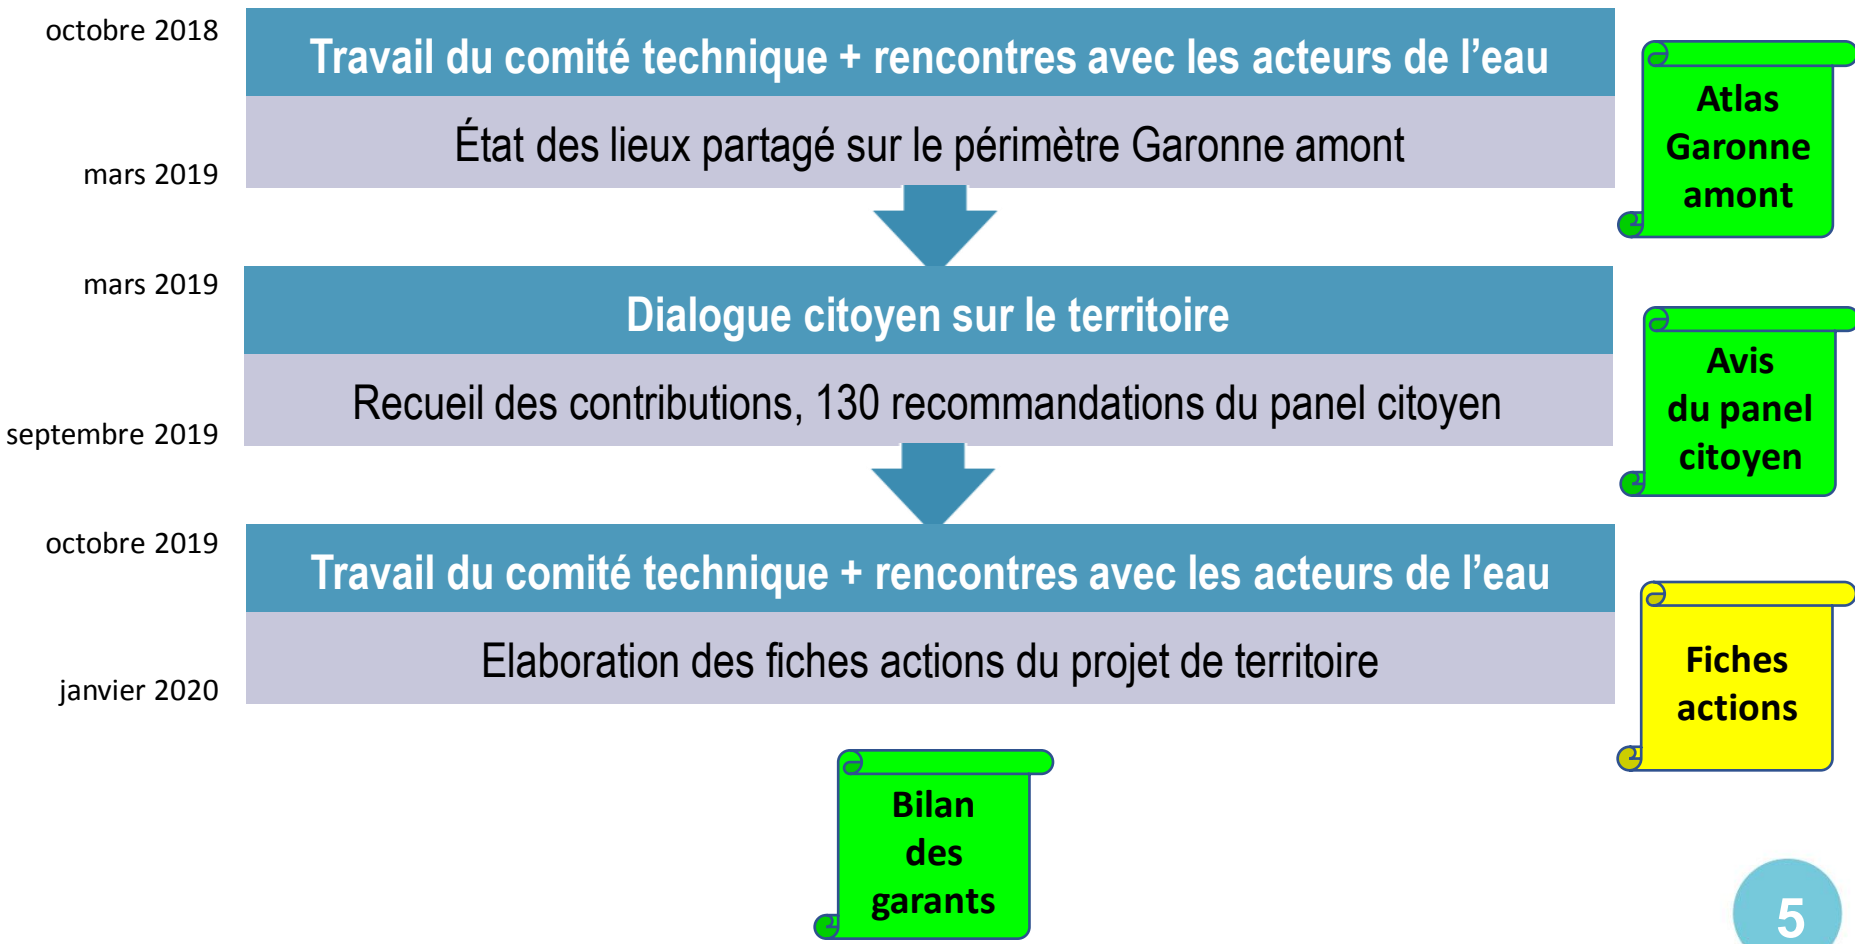 octobre 2018
Travail du comité technique + rencontres avec les acteurs de l’eau
État des lieux partagé sur le périmètre Garonne amont
mars 2019
Atlas
Garonne
amont
mars 2019
Dialogue citoyen sur le territoire
Recueil des contributions, 130 recommandations du panel citoyen
septembre 2019
Avis
du panel
citoyen
octobre 2019
Travail du comité technique + rencontres avec les acteurs de l’eau
Elaboration des fiches actions du projet de territoire
janvier 2020
Fiches
actions
Bilan
des
garants
5